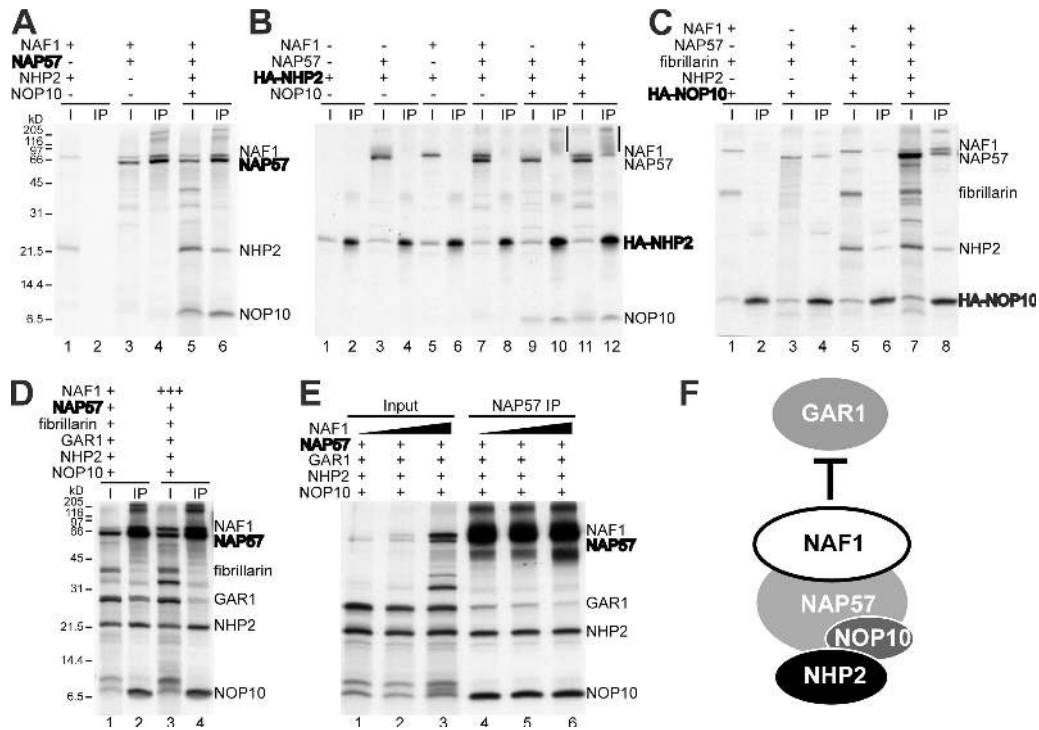 A
NAF1 + + +
NAP57 - + +
NHP2 + - +
NOP10 - - +
I IP I IP I IP
kD
205
116
97
66
45
31
21.5
14.4
6.5
NAF1
NAP57
NHP2
NOP10
1 2 3 4 5 6
B
NAF1 - - + + - +
NAP57 - + - + + +
HA-NHP2 + + + + + +
NOP10 - - - - + +
I IP I IP I IP I IP I IP I IP
NAF1
NAP57
HA-NHP2
NOP10
1 2 3 4 5 6 7 8 9 10 11 12
C
NAF1 + - + +
NAP57 - + - +
fibrillarin + + + +
NHP2 - - + +
HA-NOP10 + + + +
I IP I IP I IP I IP
NAF1
NAP57
fibrillarin
NHP2
HA-NOP10
1 2 3 4 5 6 7 8
D
NAF1 + +++
NAP57 + +
fibrillarin + +
GAR1 + +
NHP2 + +
NOP10 + +
I IP I IP
kD
205
116
97
66
45
31
21.5
14.4
6.5
NAF1
NAP57
fibrillarin
GAR1
NHP2
NOP10
1 2 3 4
E
Input NAP57 IP
NAF1
NAP57 + + + + + +
GAR1 + + + + + +
NHP2 + + + + + +
NOP10 + + + + + +
NAF1
NAP57
GAR1
NHP2
NOP10
1 2 3 4 5 6
F
GAR1
NAF1
NAP57
NOP10
NHP2